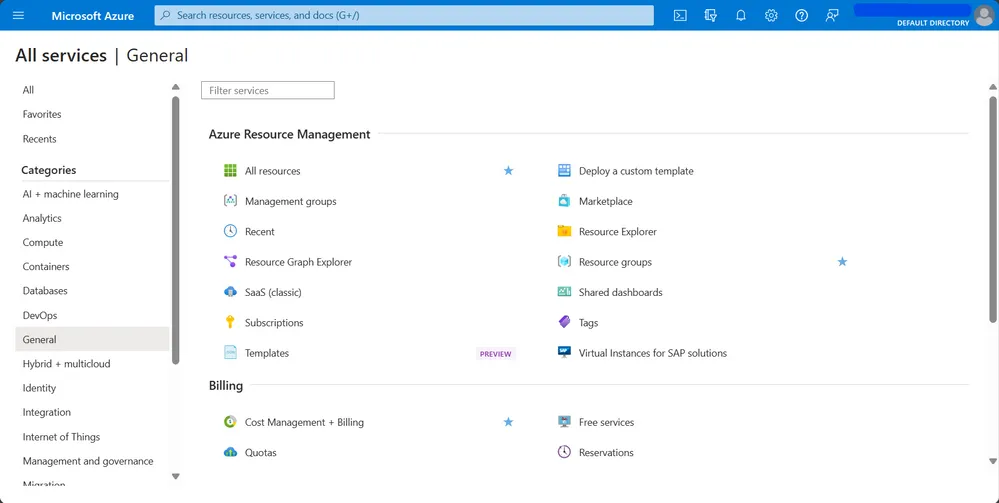 Microsoft Azure
Search resources, services, and docs (G+/)
DEFAULT DIRECTORY
All services | General
All
Favorites
Recents
Categories
AI + machine learning
Analytics
Compute
Containers
Databases
DevOps
General
Hybrid + multicloud
Identity
Integration
Internet of Things
Management and governance
Migration
Filter services
Azure Resource Management
All resources
Deploy a custom template
Management groups
Marketplace
Recent
Resource Explorer
Resource Graph Explorer
Resource groups
SaaS (classic)
Shared dashboards
Subscriptions
Tags
Templates
PREVIEW
Virtual Instances for SAP solutions
Billing
Cost Management + Billing
Free services
Quotas
Reservations